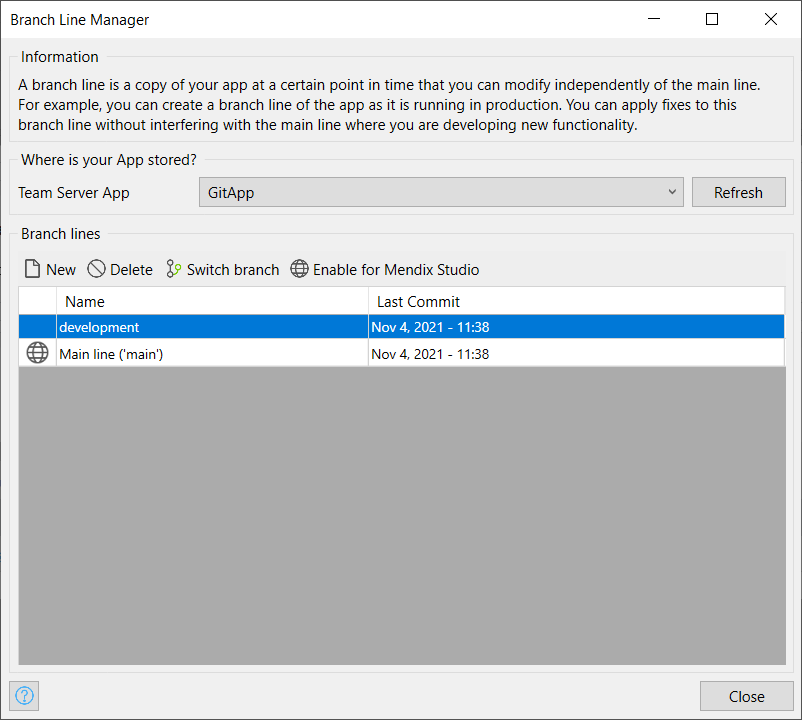 Branch Line Manager
Information
A branch line is a copy of your app at a certain point in time that you can modify independently of the main line.
For example, you can create a branch line of the app as it is running in production. You can apply fixes to this
branch line without interfering with the main line where you are developing new functionality.
Where is your App stored?
Team Server App GitApp Refresh
Branch lines
New Delete Switch branch Enable for Mendix Studio
Name Last Commit
development Nov 4, 2021 - 11:38
Main line ('main') Nov 4, 2021 - 11:38
? Close